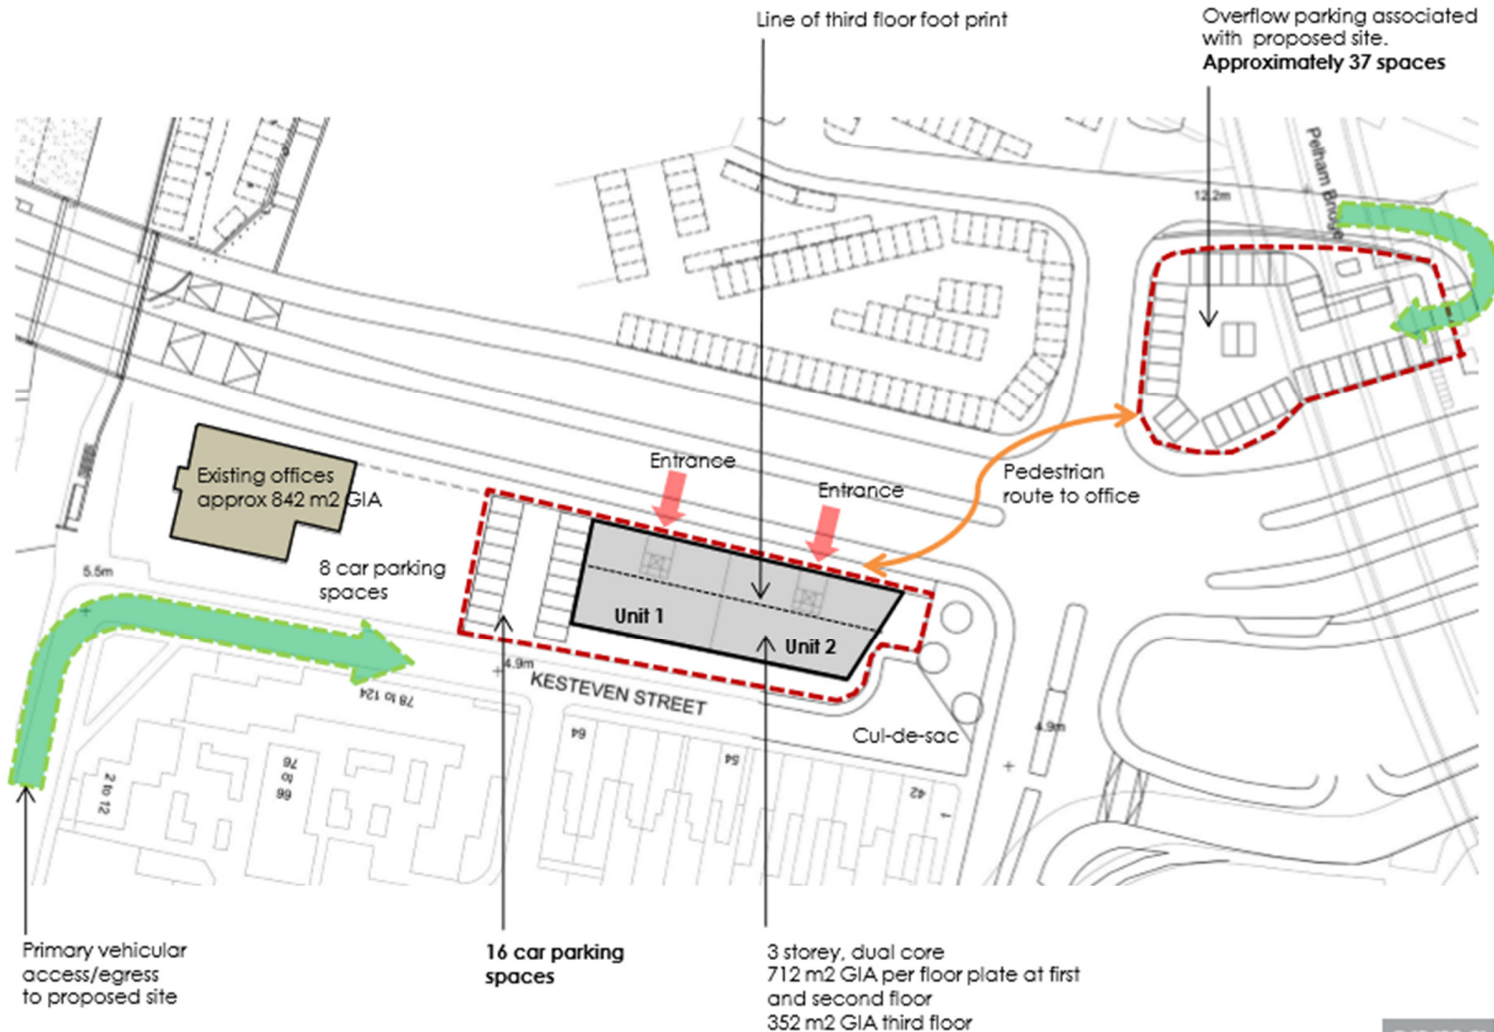 Line of third floor foot print
Overflow parking associated
with proposed site.
Approximately 37 spaces
Pelham Bridge
12.2m
Entrance
Entrance
Pedestrian
route to office
Existing offices
approx 842 m2 GIA
8 car parking
spaces
5.5m
Unit 1
Unit 2
4.9m
KESTEVEN STREET
78 to 124
Cul-de-sac
4.9m
64
54
42
1
76
to
66
2 to 12
Primary vehicular
access/egress
to proposed site
16 car parking
spaces
3 storey, dual core
712 m2 GIA per floor plate at first
and second floor
352 m2 GIA third floor